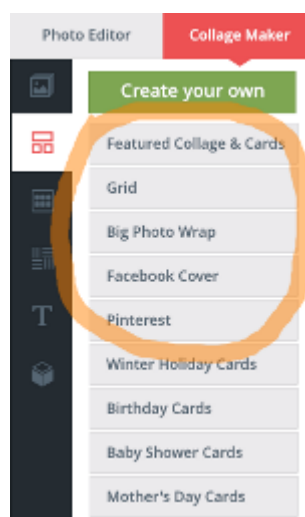 Photo Editor
Collage Maker
Create your own
Featured Collage & Cards
Grid
Big Photo Wrap
Facebook Cover
Pinterest
Winter Holiday Cards
Birthday Cards
Baby Shower Cards
Mother's Day Cards
T